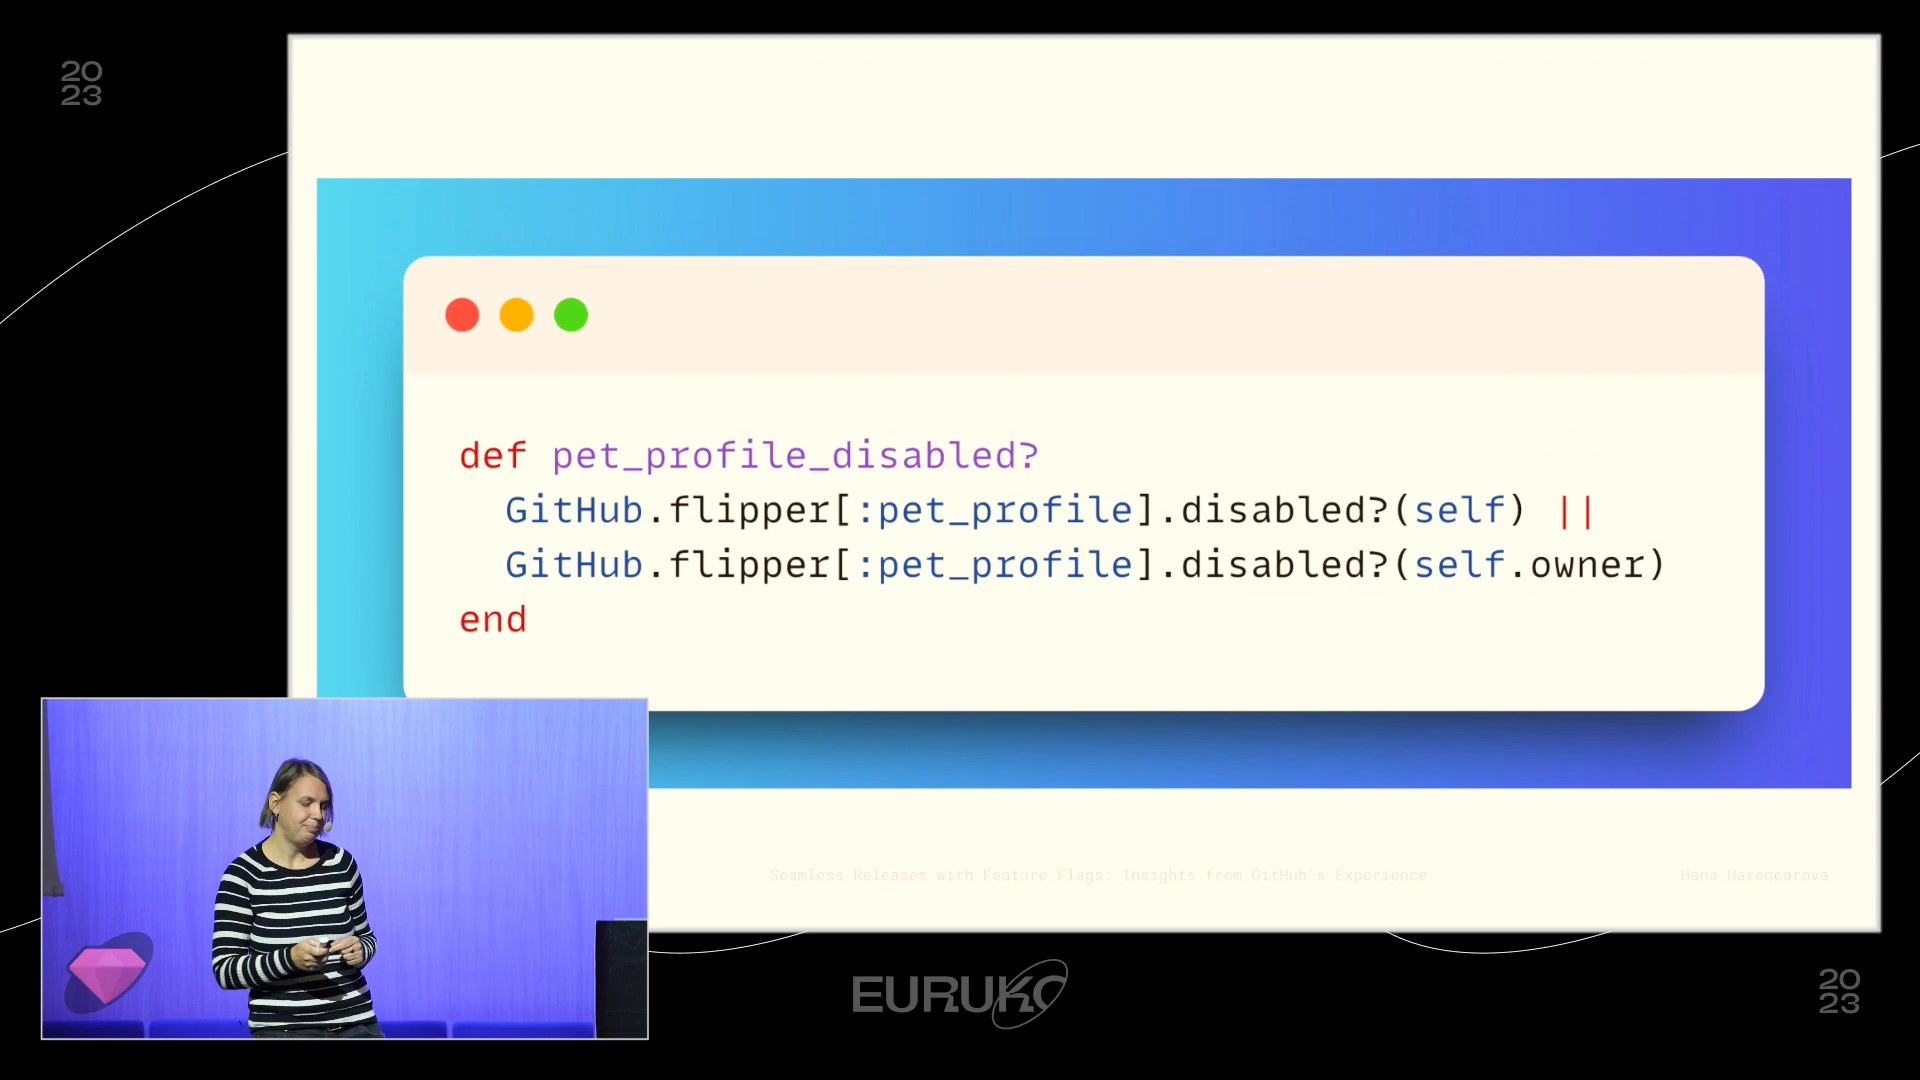 20
23
def pet_profile_disabled?
  GitHub.flipper[:pet_profile].disabled?(self) ||
  GitHub.flipper[:pet_profile].disabled?(self.owner)
end
Seamless Releases with Feature Flags: Insights from GitHub's Experience
Hana Harencarova
EURUKO
20
23